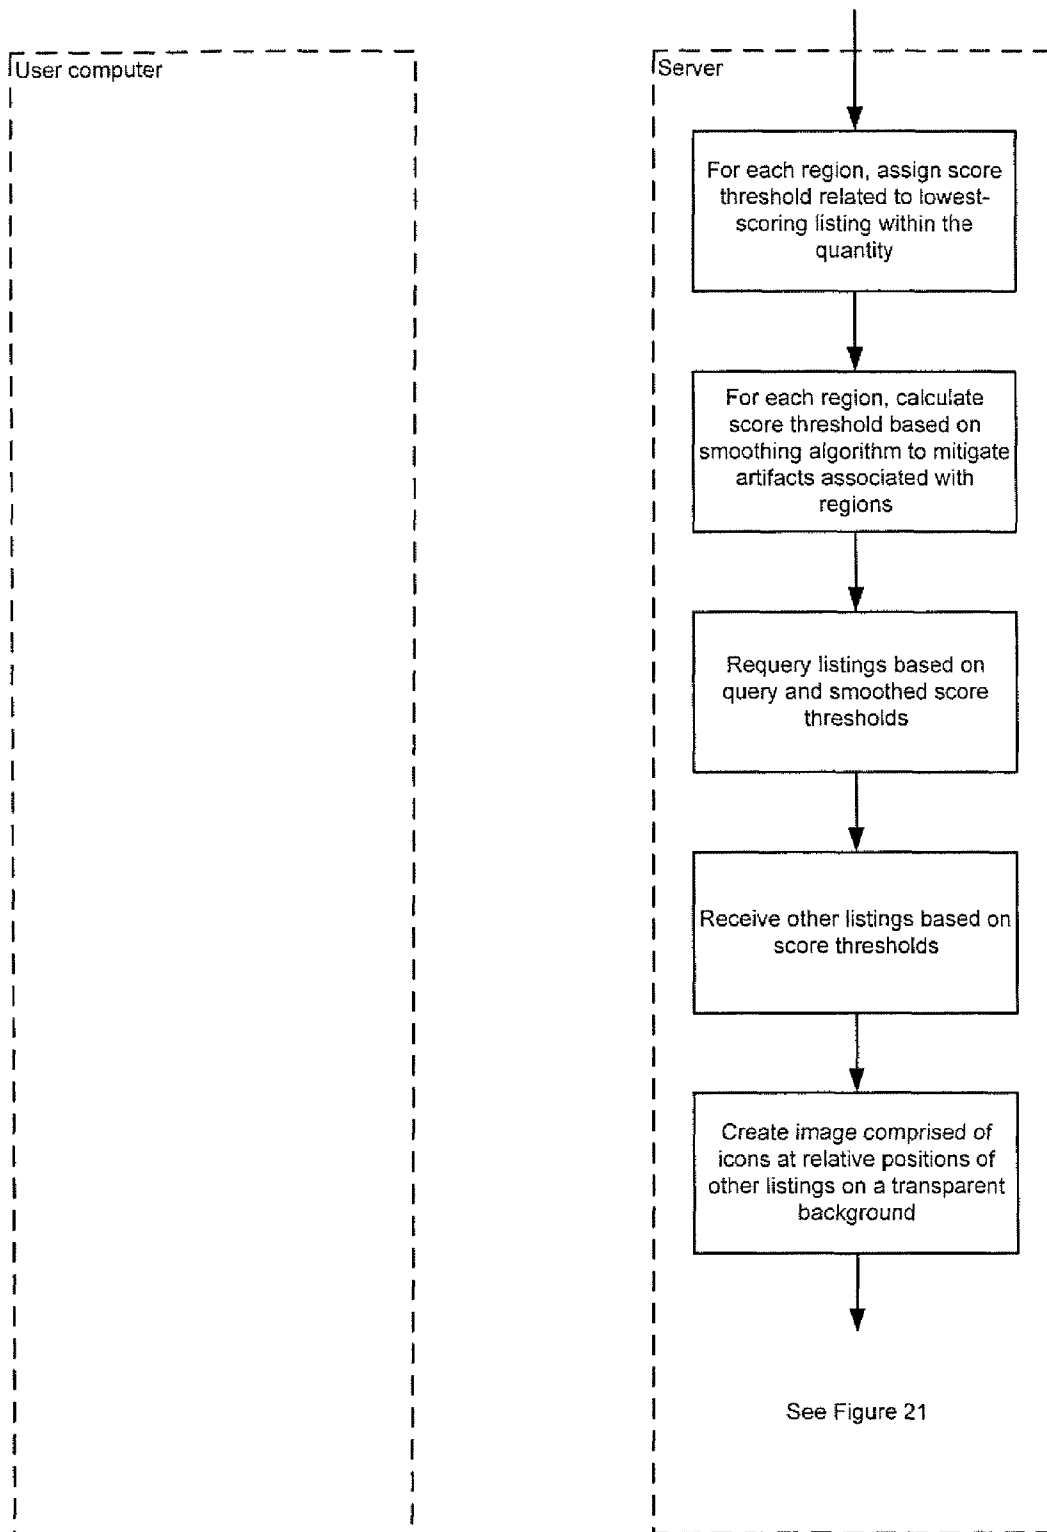 User computer
Server
For each region, assign score
threshold related to lowest-
scoring listing within the
quantity
For each region, calculate
score threshold based on
smoothing algorithm to mitigate
artifacts associated with
regions
Requery listings based on
query and smoothed score
thresholds
Receive other listings based on
score thresholds
Create image comprised of
icons at relative positions of
other listings on a transparent
background
See Figure 21